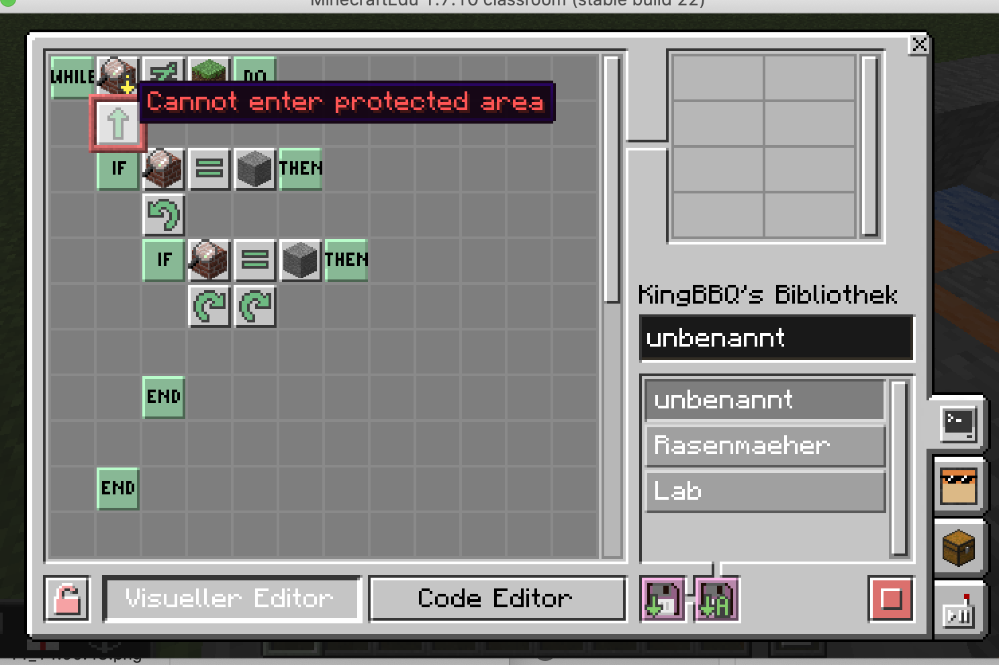 MinecraftEdu 1.7.10 classroom (stable build 22)
WHILE DO
Cannot enter protected area
IF THEN
IF THEN
END
END
KingBBQ's Bibliothek
unbenannt
unbenannt
Rasenmaeher
Lab
Visueller Editor
Code Editor